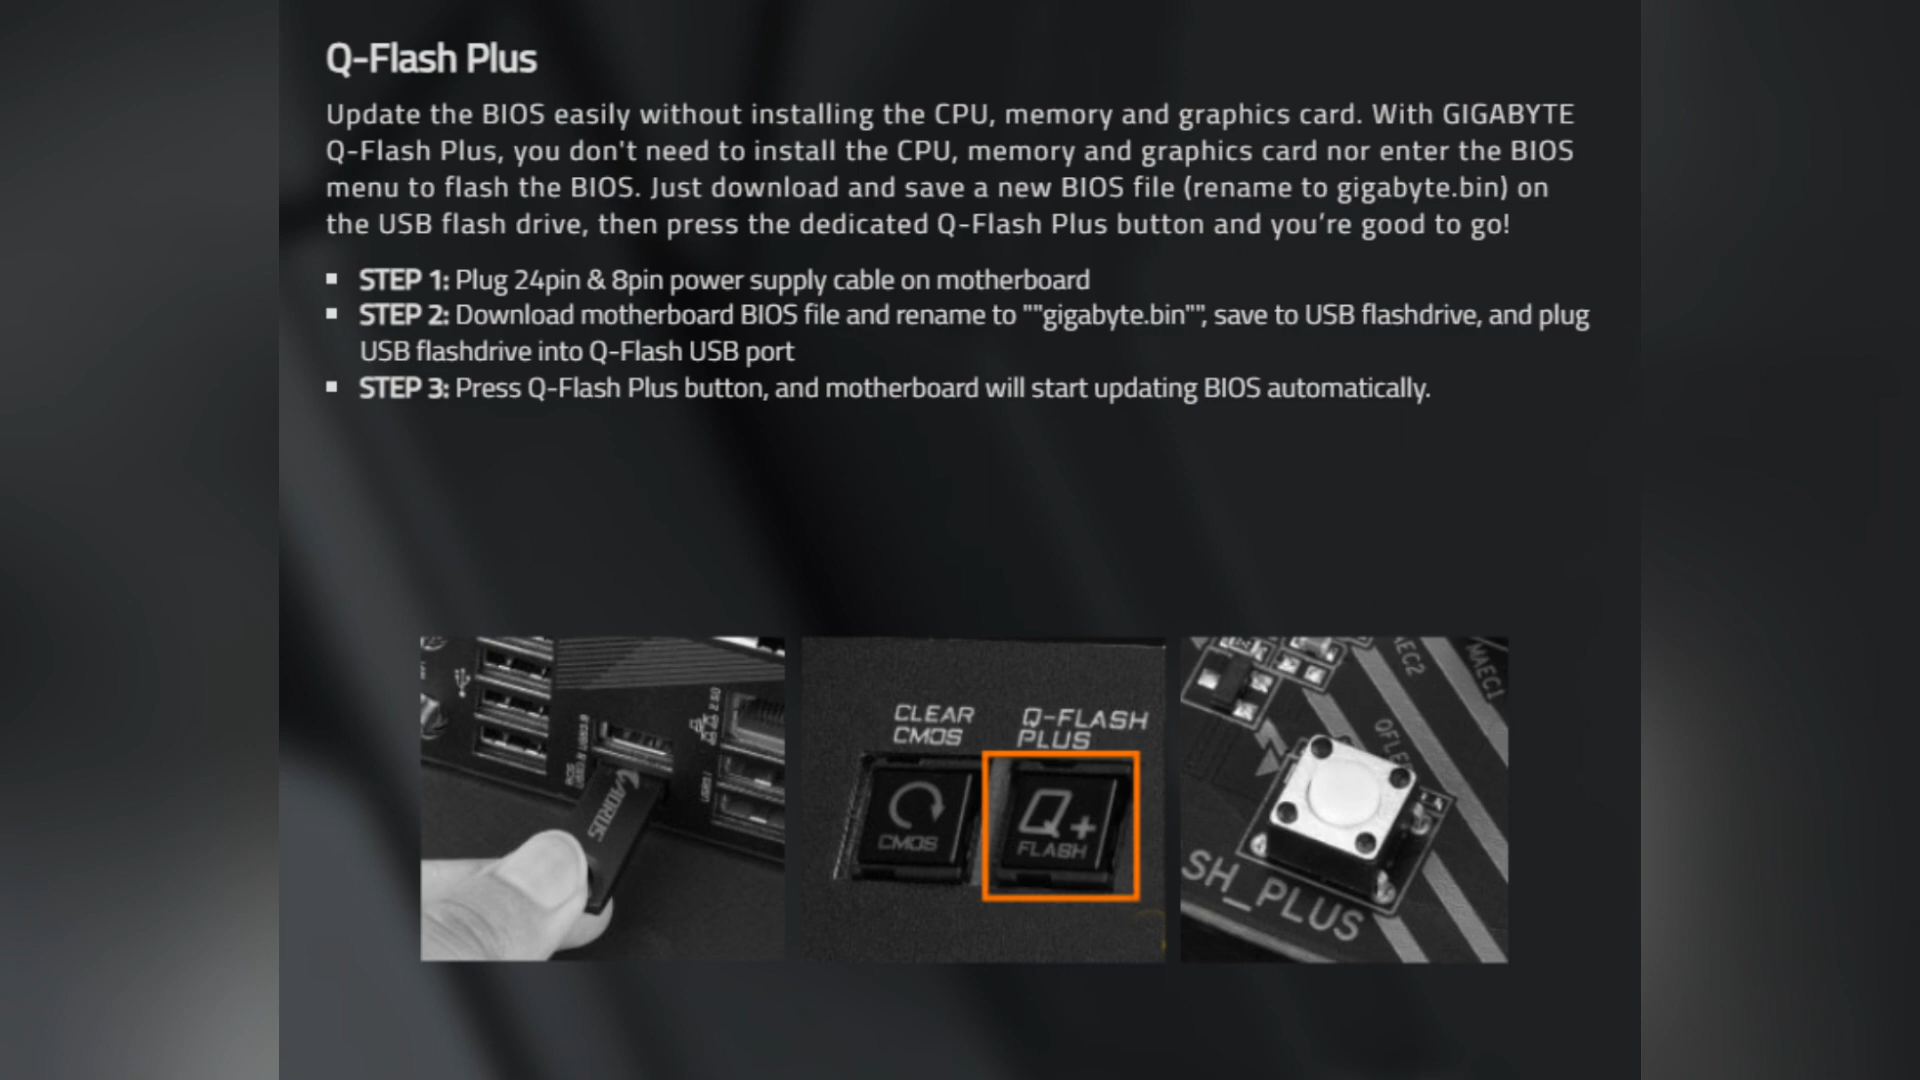 Q-Flash Plus
Update the BIOS easily without installing the CPU, memory and graphics card. With GIGABYTE
Q-Flash Plus, you don't need to install the CPU, memory and graphics card nor enter the BIOS
menu to flash the BIOS. Just download and save a new BIOS file (rename to gigabyte.bin) on
the USB flash drive, then press the dedicated Q-Flash Plus button and you’re good to go!
▪ STEP 1: Plug 24pin & 8pin power supply cable on motherboard
▪ STEP 2: Download motherboard BIOS file and rename to ""gigabyte.bin"", save to USB flashdrive, and plug
USB flashdrive into Q-Flash USB port
▪ STEP 3: Press Q-Flash Plus button, and motherboard will start updating BIOS automatically.
AORUS
2.5G
CLEAR
CMOS
Q-FLASH
PLUS
CMOS
Q+
FLASH
EC2
MAEC1
QFLE
SH_PLUS